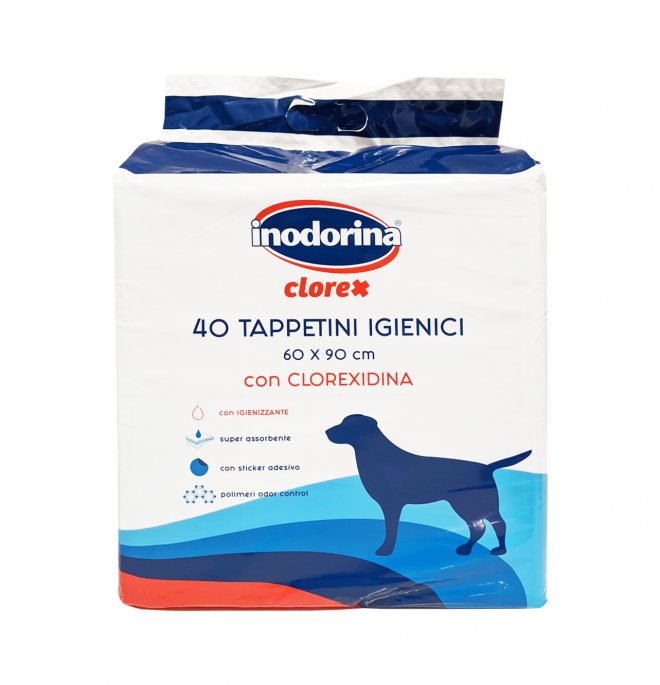 inodorina®
clorex
40 TAPPETINI IGIENICI
60 X 90 cm
con CLOREXIDINA
con IGIENIZZANTE
super assorbente
con sticker adesivo
polimeri odor control